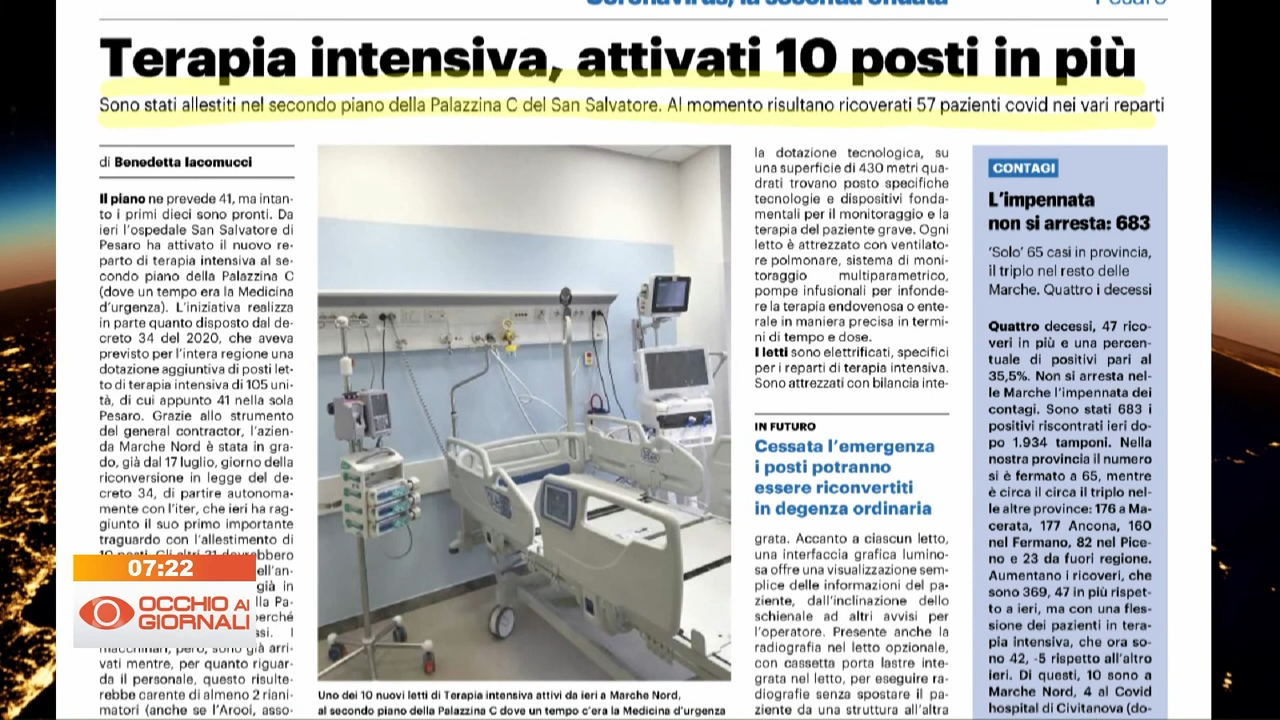 Coronavirus, la seconda ondata
Pesaro
Terapia intensiva, attivati 10 posti in più
Sono stati allestiti nel secondo piano della Palazzina C del San Salvatore. Al momento risultano ricoverati 57 pazienti covid nei vari reparti
di Benedetta Iacomucci
Il piano ne prevede 41, ma intan-
to i primi dieci sono pronti. Da
ieri l'ospedale San Salvatore di
Pesaro ha attivato il nuovo re-
parto di terapia intensiva al se-
condo piano della Palazzina C
(dove un tempo era la Medicina
d'urgenza). L'iniziativa realizza
in parte quanto disposto dal de-
creto 34 del 2020, che aveva
previsto per l'intera regione una
dotazione aggiuntiva di posti let-
to di terapia intensiva di 105 uni-
tà, di cui appunto 41 nella sola
Pesaro. Grazie allo strumento
del general contractor, l'azien-
da Marche Nord è stata in gra-
do, già dal 17 luglio, giorno della
riconversione in legge del de-
creto 34, di partire autonoma-
mente con l'iter, che ieri ha rag-
giunto il suo primo importante
traguardo con l'allestimento di
10 posti. Gli altri 31 dovrebbero
ell'an-
già in
lla Pa-
perché
ssi. I
macchinari, però, sono già arri-
vati mentre, per quanto riguar-
da il personale, questo risulte-
rebbe carente di almeno 2 riani-
matori (anche se l'Arooi, asso-
07:22
OCCHIO AI
GIORNALI
Uno dei 10 nuovi letti di Terapia intensiva attivi da ieri a Marche Nord,
al secondo piano della Palazzina C dove un tempo c'era la Medicina d'urgenza
la dotazione tecnologica, su
una superficie di 430 metri qua-
drati trovano posto specifiche
tecnologie e dispositivi fonda-
mentali per il monitoraggio e la
terapia del paziente grave. Ogni
letto è attrezzato con ventilato-
re polmonare, sistema di moni-
toraggio multiparametrico,
pompe infusionali per infonde-
re la terapia endovenosa o ente-
rale in maniera precisa in termi-
ni di tempo e dose.
I letti sono elettrificati, specifici
per i reparti di terapia intensiva.
Sono attrezzati con bilancia inte-
IN FUTURO
Cessata l'emergenza
i posti potranno
essere riconvertiti
in degenza ordinaria
grata. Accanto a ciascun letto,
una interfaccia grafica lumino-
sa offre una visualizzazione sem-
plice delle informazioni del pa-
ziente, dall'inclinazione dello
schienale ad altri avvisi per
l'operatore. Presente anche la
radiografia nel letto opzionale,
con cassetta porta lastre inte-
grata nel letto, per eseguire ra-
diografie senza spostare il pa-
ziente da una struttura all'altra
CONTAGI
L'impennata
non si arresta: 683
'Solo' 65 casi in provincia,
il triplo nel resto delle
Marche. Quattro i decessi
Quattro decessi, 47 rico-
veri in più e una percen-
tuale di positivi pari al
35,5%. Non si arresta nel-
le Marche l'impennata dei
contagi. Sono stati 683 i
positivi riscontrati ieri do-
po 1.934 tamponi. Nella
nostra provincia il numero
si è fermato a 65, mentre
è circa il circa il triplo nel-
le altre province: 176 a Ma-
cerata, 177 Ancona, 160
nel Fermano, 82 nel Pice-
no e 23 da fuori regione.
Aumentano i ricoveri, che
sono 369, 47 in più rispet-
to a ieri, ma con una fles-
sione dei pazienti in tera-
pia intensiva, che ora so-
no 42, -5 rispetto all'altro
ieri. Di questi, 10 sono a
Marche Nord, 4 al Covid
hospital di Civitanova (do-